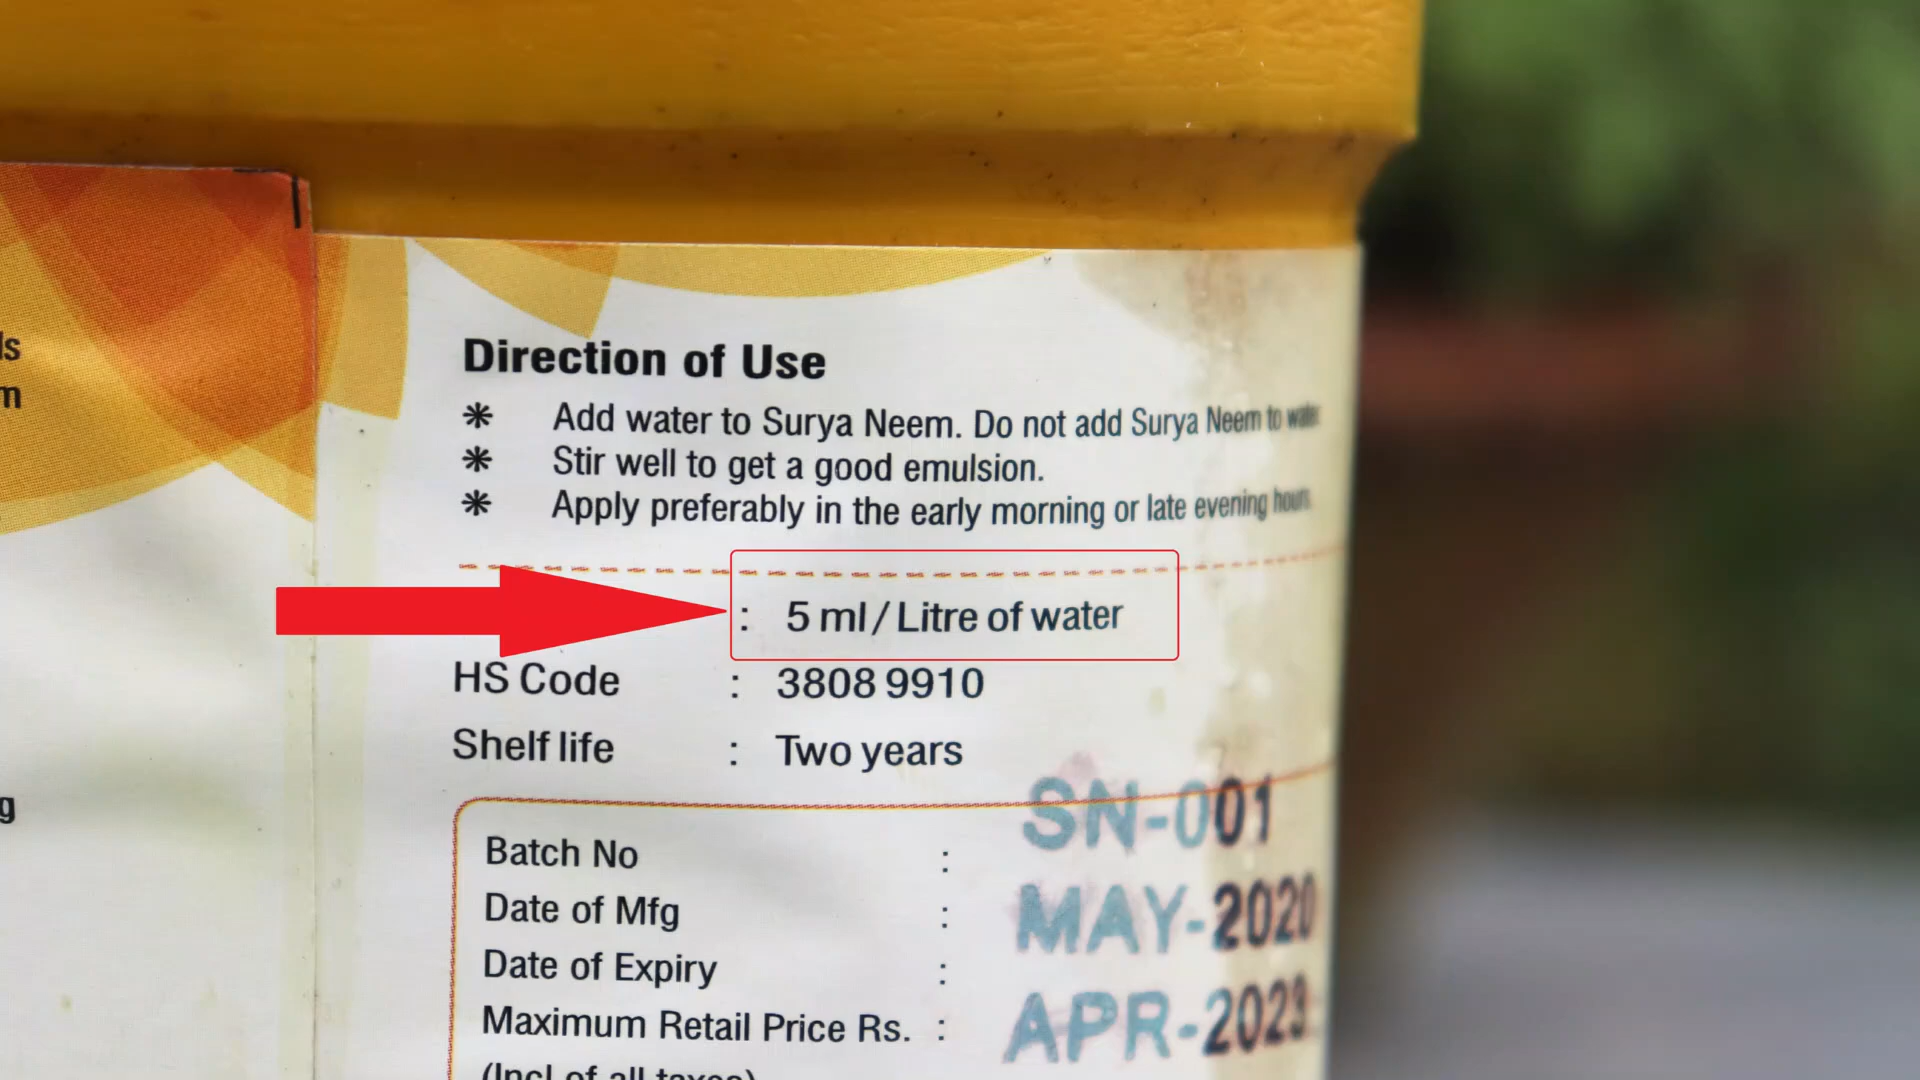 ls
m
g
Direction of Use
* Add water to Surya Neem. Do not add Surya Neem to water
* Stir well to get a good emulsion.
* Apply preferably in the early morning or late evening hours
: 5 ml / Litre of water
HS Code : 3808 9910
Shelf life : Two years
SN-001
Batch No :
MAY-2020
Date of Mfg :
Date of Expiry :
APR-2023
Maximum Retail Price Rs. :
(Incl of all taxes)